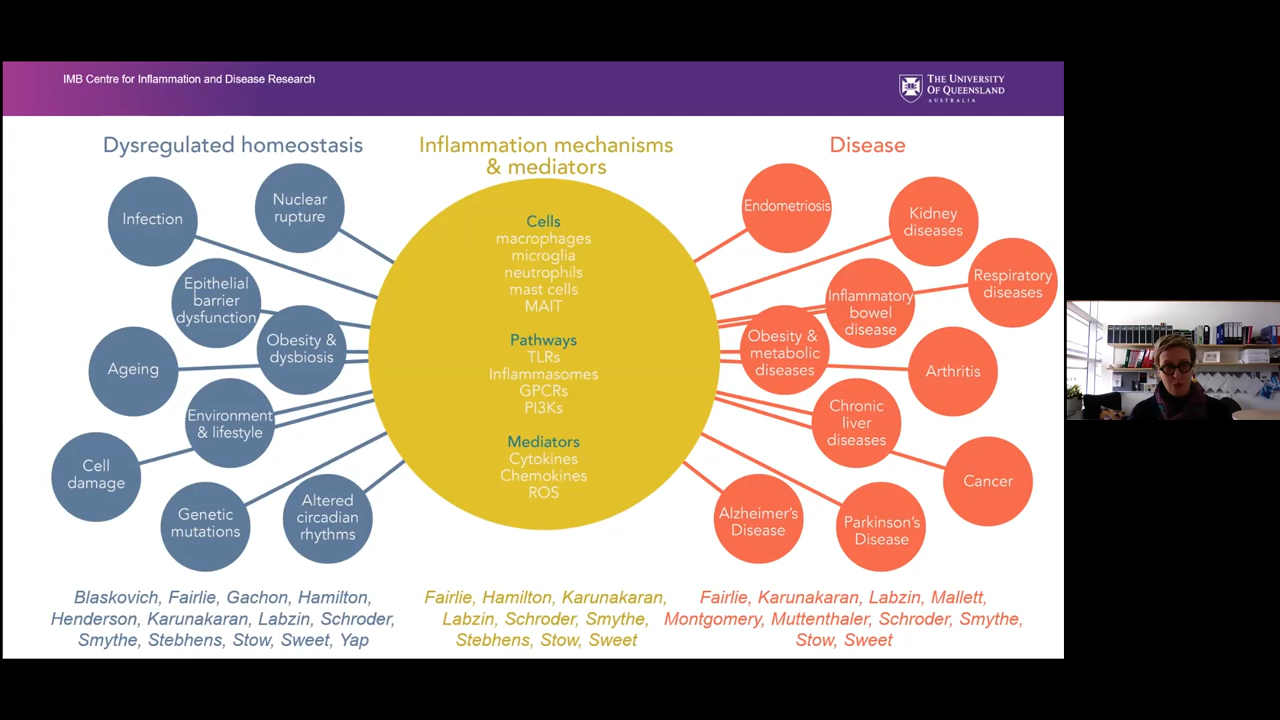 IMB Centre for Inflammation and Disease Research
THE UNIVERSITY
OF QUEENSLAND
AUSTRALIA
Dysregulated homeostasis
Infection
Nuclear
rupture
Epithelial
barrier
dysfunction
Obesity &
dysbiosis
Ageing
Environment
& lifestyle
Cell
damage
Genetic
mutations
Altered
circadian
rhythms
Blaskovich, Fairlie, Gachon, Hamilton,
Henderson, Karunakaran, Labzin, Schroder,
Smythe, Stebhens, Stow, Sweet, Yap
Inflammation mechanisms
& mediators
Cells
macrophages
microglia
neutrophils
mast cells
MAIT
Pathways
TLRs
Inflammasomes
GPCRs
PI3Ks
Mediators
Cytokines
Chemokines
ROS
Fairlie, Hamilton, Karunakaran,
Labzin, Schroder, Smythe,
Stebhens, Stow, Sweet
Disease
Endometriosis
Kidney
diseases
Respiratory
diseases
Inflammatory
bowel
disease
Obesity &
metabolic
diseases
Arthritis
Chronic
liver
diseases
Cancer
Alzheimer's
Disease
Parkinson's
Disease
Fairlie, Karunakaran, Labzin, Mallett,
Montgomery, Muttenthaler, Schroder, Smythe,
Stow, Sweet